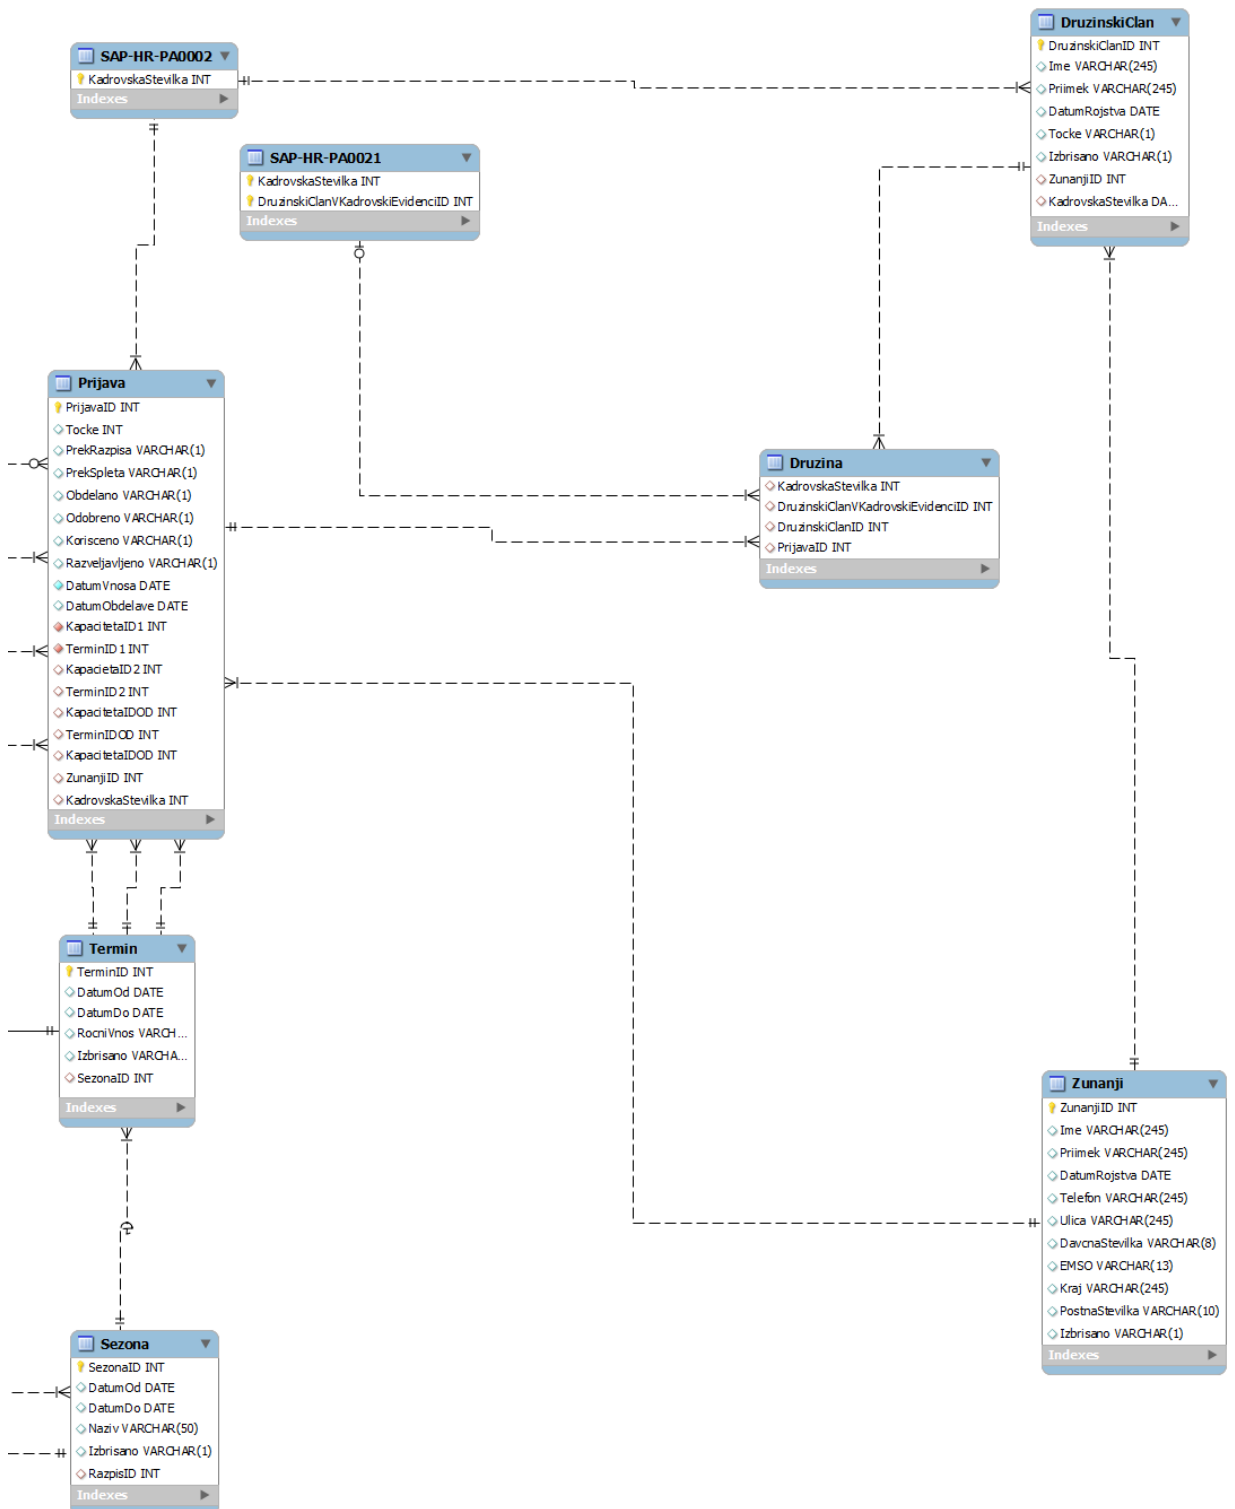 SAP-HR-PA0002
KadrovskaStevilka INT
Indexes
SAP-HR-PA0021
KadrovskaStevilka INT
DruzinskiClanVKadrovskiEvidenciID INT
Indexes
DruzinskiClan
DruzinskiClanID INT
Ime VARCHAR(245)
Priimek VARCHAR(245)
DatumRojstva DATE
Tocke VARCHAR(1)
Izbrisano VARCHAR(1)
ZunanjiID INT
KadrovskaStevilka DA...
Indexes
Prijava
PrijavaID INT
Tocke INT
PrekRazpisa VARCHAR(1)
PrekSpleta VARCHAR(1)
Obdelano VARCHAR(1)
Odobreno VARCHAR(1)
Korisceno VARCHAR(1)
Razveljavljeno VARCHAR(1)
DatumVnosa DATE
DatumObdelave DATE
KapacitetaID1 INT
TerminID1 INT
KapacietaID2 INT
TerminID2 INT
KapacitetaIDOD INT
TerminIDOD INT
KapacitetaIDOD INT
ZunanjiID INT
KadrovskaStevilka INT
Indexes
Druzina
KadrovskaStevilka INT
DruzinskiClanVKadrovskiEvidenciID INT
DruzinskiClanID INT
PrijavaID INT
Indexes
Termin
TerminID INT
DatumOd DATE
DatumDo DATE
RocniVnos VARCH...
Izbrisano VARCHA...
SezonaID INT
Indexes
Zunanji
ZunanjiID INT
Ime VARCHAR(245)
Priimek VARCHAR(245)
DatumRojstva DATE
Telefon VARCHAR(245)
Ulica VARCHAR(245)
DavcnaStevilka VARCHAR(8)
EMSO VARCHAR(13)
Kraj VARCHAR(245)
PostnaStevilka VARCHAR(10)
Izbrisano VARCHAR(1)
Indexes
Sezona
SezonaID INT
DatumOd DATE
DatumDo DATE
Naziv VARCHAR(50)
Izbrisano VARCHAR(1)
RazpisID INT
Indexes